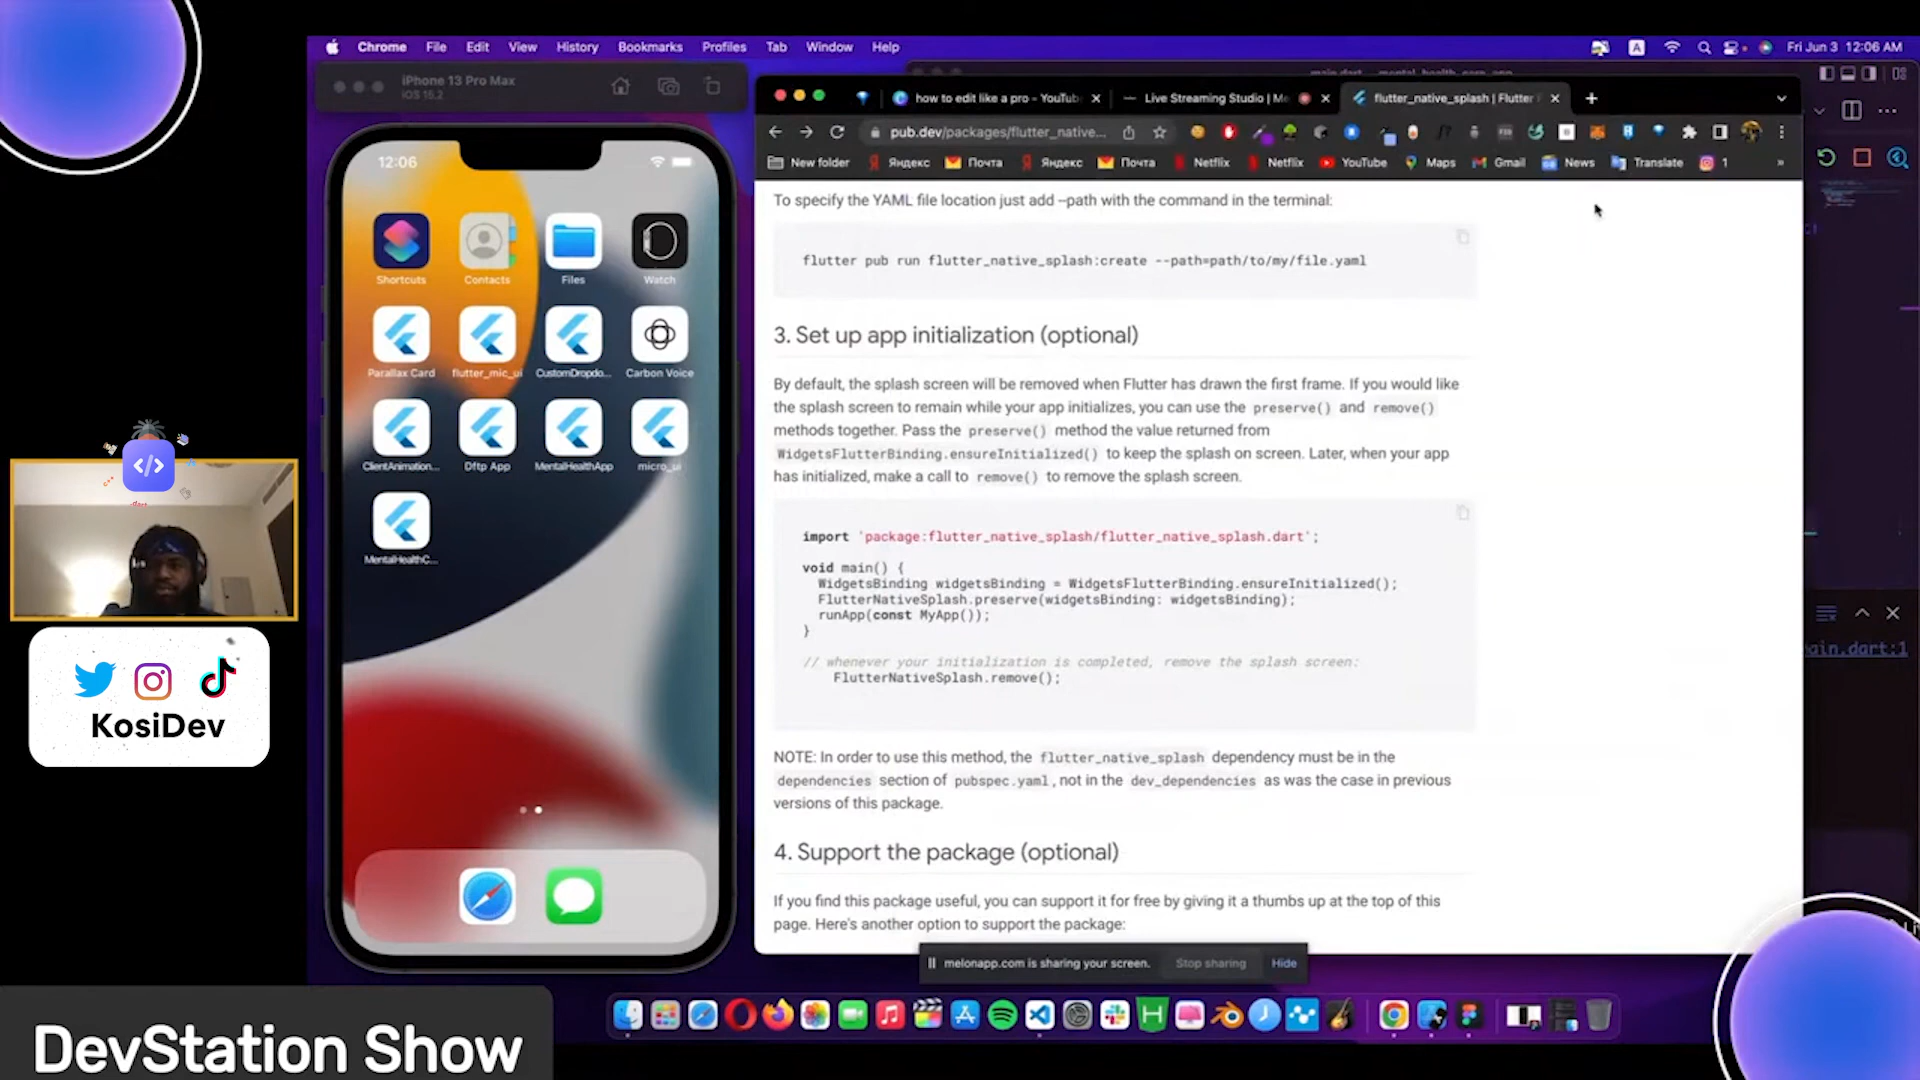 Chrome File Edit View History Bookmarks Profiles Tab Window Help
A
Fri Jun 3 12:06 AM
iPhone 13 Pro Max
iOS 15.2
12:06
Shortcuts Contacts Files Watch
Parallax Card flutter_mic_ui CustomDropdo... Carbon Voice
ClientAnimation... Dftp App MentalHealthApp micro_ui
MentalHealthC...
how to edit like a pro - YouTub
Live Streaming Studio | Me
flutter_native_splash | Flutter
pub.dev/packages/flutter_native...
New folder Яндекс Почта Яндекс Почта Netflix Netflix YouTube Maps Gmail News Translate 1 »
To specify the YAML file location just add --path with the command in the terminal:
flutter pub run flutter_native_splash:create --path=path/to/my/file.yaml
3. Set up app initialization (optional)
By default, the splash screen will be removed when Flutter has drawn the first frame. If you would like
the splash screen to remain while your app initializes, you can use the preserve() and remove()
methods together. Pass the preserve() method the value returned from
WidgetsFlutterBinding.ensureInitialized() to keep the splash on screen. Later, when your app
has initialized, make a call to remove() to remove the splash screen.
import 'package:flutter_native_splash/flutter_native_splash.dart';
void main() {
WidgetsBinding widgetsBinding = WidgetsFlutterBinding.ensureInitialized();
FlutterNativeSplash.preserve(widgetsBinding: widgetsBinding);
runApp(const MyApp());
}
// whenever your initialization is completed, remove the splash screen:
FlutterNativeSplash.remove();
NOTE: In order to use this method, the flutter_native_splash dependency must be in the
dependencies section of pubspec.yaml, not in the dev_dependencies as was the case in previous
versions of this package.
4. Support the package (optional)
If you find this package useful, you can support it for free by giving it a thumbs up at the top of this
page. Here's another option to support the package:
melonapp.com is sharing your screen. Stop sharing Hide
main.dart:1
</>
KosiDev
DevStation Show